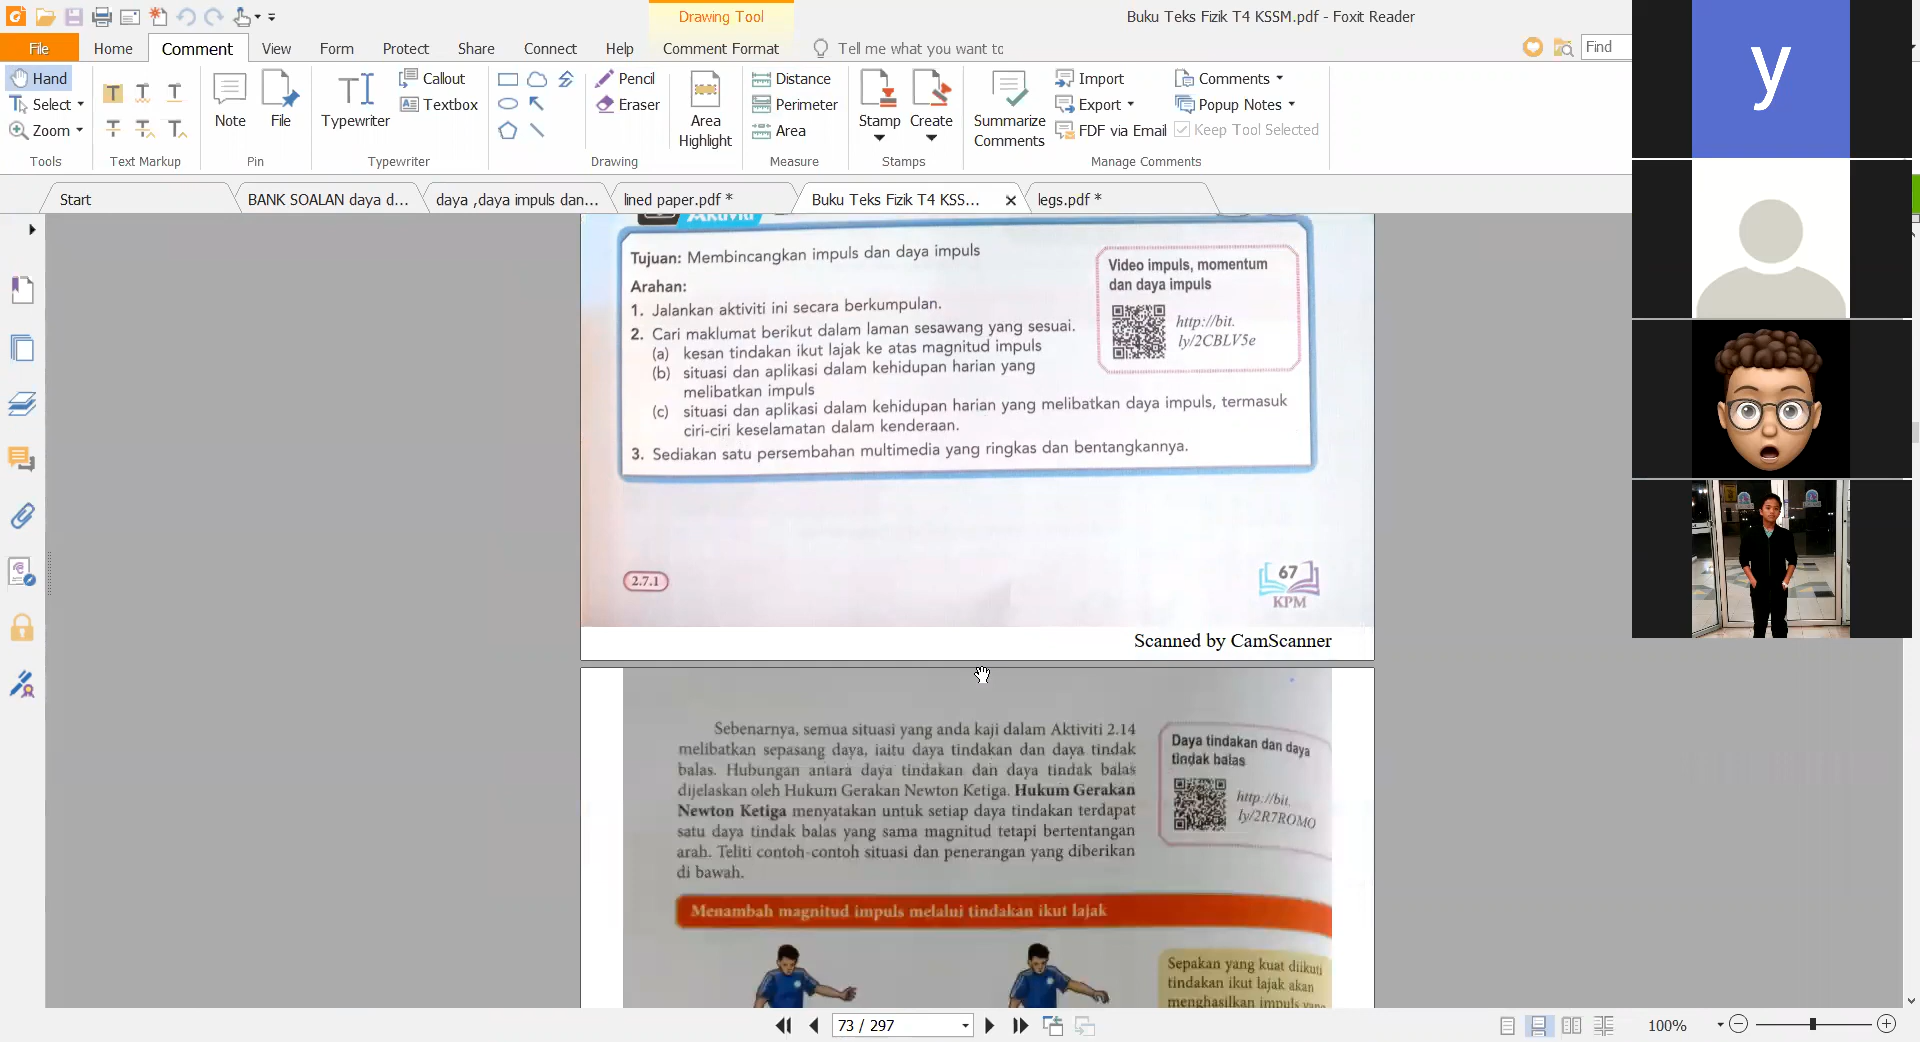 Drawing Tool
Buku Teks Fizik T4 KSSM.pdf - Foxit Reader
File
Home
Comment
View
Form
Protect
Share
Connect
Help
Comment Format
Tell me what you want to
Find
Hand
Select
Zoom
Tools
Text Markup
Note
File
Pin
Typewriter
Callout
Textbox
Typewriter
Drawing
Pencil
Eraser
Area
Highlight
Distance
Perimeter
Area
Measure
Stamp
Create
Stamps
Summarize
Comments
Import
Export
FDF via Email
Comments
Popup Notes
Keep Tool Selected
Manage Comments
Start
BANK SOALAN daya d...
daya ,daya impuls dan...
lined paper.pdf *
Buku Teks Fizik T4 KSS...
legs.pdf *
y
Aktiviti
Tujuan: Membincangkan impuls dan daya impuls
Arahan:
1. Jalankan aktiviti ini secara berkumpulan.
2. Cari maklumat berikut dalam laman sesawang yang sesuai.
(a) kesan tindakan ikut lajak ke atas magnitud impuls
(b) situasi dan aplikasi dalam kehidupan harian yang
melibatkan impuls
(c) situasi dan aplikasi dalam kehidupan harian yang melibatkan daya impuls, termasuk
ciri-ciri keselamatan dalam kenderaan.
3. Sediakan satu persembahan multimedia yang ringkas dan bentangkannya.
Video impuls, momentum
dan daya impuls
http://bit.
ly/2CBLV5e
2.7.1
67
KPM
Scanned by CamScanner
Sebenarnya, semua situasi yang anda kaji dalam Aktiviti 2.14
melibatkan sepasang daya, iaitu daya tindakan dan daya tindak
balas. Hubungan antara daya tindakan dan daya tindak balas
dijelaskan oleh Hukum Gerakan Newton Ketiga. Hukum Gerakan
Newton Ketiga menyatakan untuk setiap daya tindakan terdapat
satu daya tindak balas yang sama magnitud tetapi bertentangan
arah. Teliti contoh-contoh situasi dan penerangan yang diberikan
di bawah.
Daya tindakan dan daya
tindak balas
http://bit.
ly/2R7ROMO
Menambah magnitud impuls melalui tindakan ikut lajak
Sepakan yang kuat diikuti
tindakan ikut lajak akan
menghasilkan impuls yang
73 / 297
100%